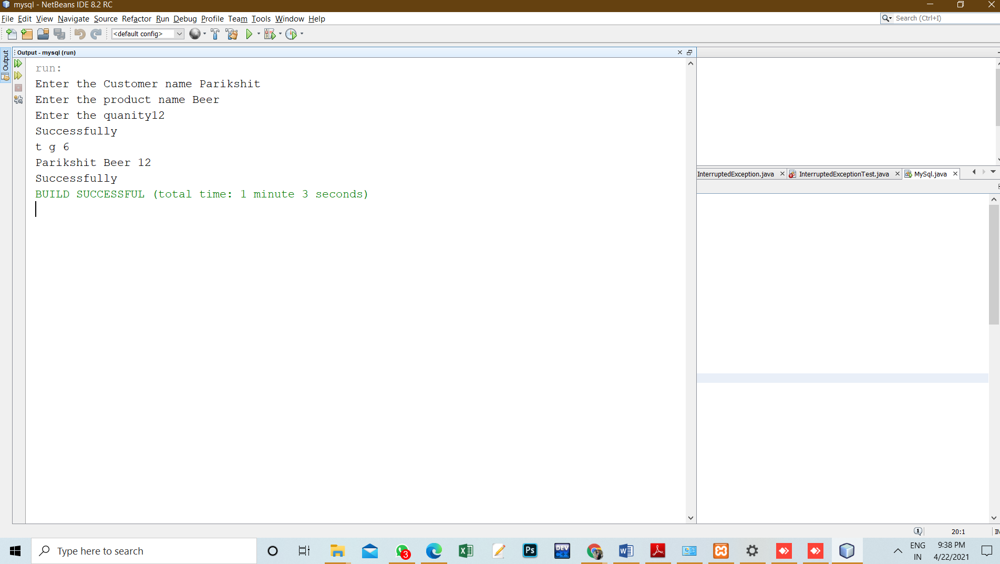 mysql - NetBeans IDE 8.2 RC
File Edit View Navigate Source Refactor Run Debug Profile Team Tools Window Help
Search (Ctrl+I)
<default config>
Output
Output - mysql (run)
run:
Enter the Customer name Parikshit
Enter the product name Beer
Enter the quanity12
Successfully
t g 6
Parikshit Beer 12
Successfully
BUILD SUCCESSFUL (total time: 1 minute 3 seconds)
InterruptedException.java InterruptedExceptionTest.java MySql.java
1
20:1
IN
Type here to search
3
Ps
DEV
ENG
IN
9:38 PM
4/22/2021